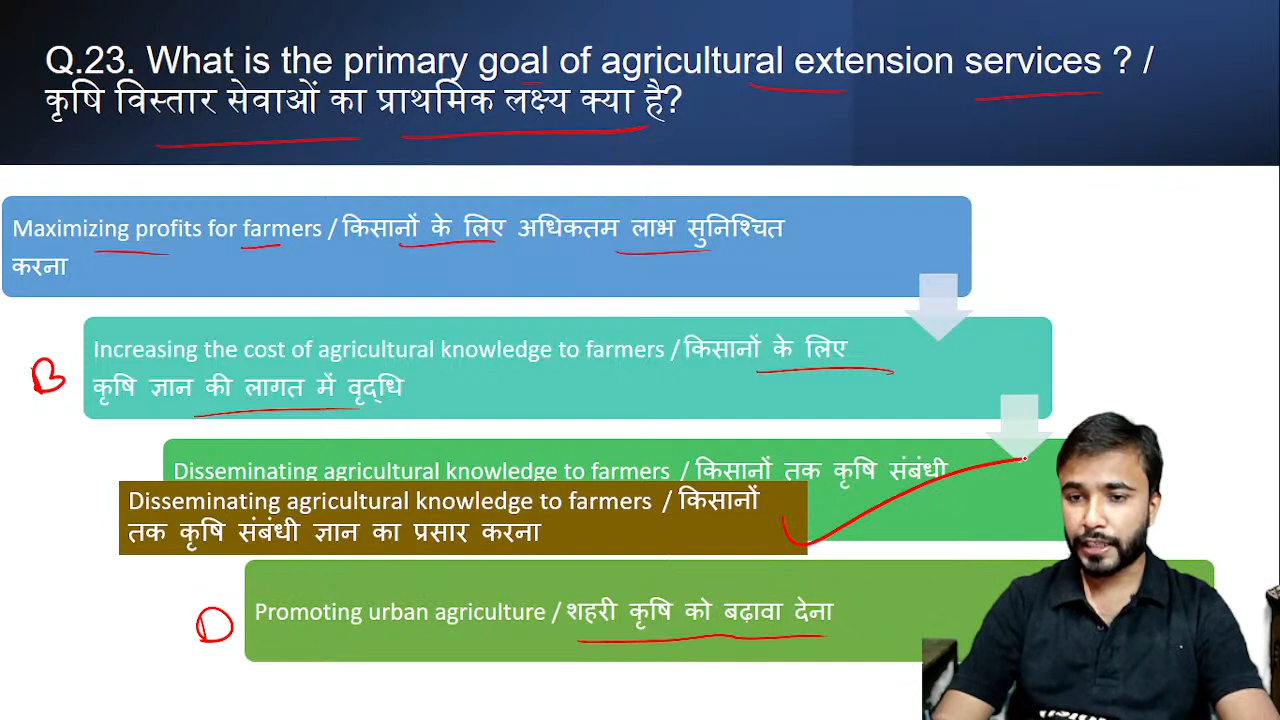 Q.23. What is the primary goal of agricultural extension services ? /
कृषि विस्तार सेवाओं का प्राथमिक लक्ष्य क्या है?
Maximizing profits for farmers / किसानों के लिए अधिकतम लाभ सुनिश्चित
करना
Increasing the cost of agricultural knowledge to farmers / किसानों के लिए
B
कृषि ज्ञान की लागत में वृद्धि
Disseminating agricultural knowledge to farmers / किसानों तक कृषि संबंधी
Disseminating agricultural knowledge to farmers / किसानों
तक कृषि संबंधी ज्ञान का प्रसार करना
D
Promoting urban agriculture / शहरी कृषि को बढ़ावा देना